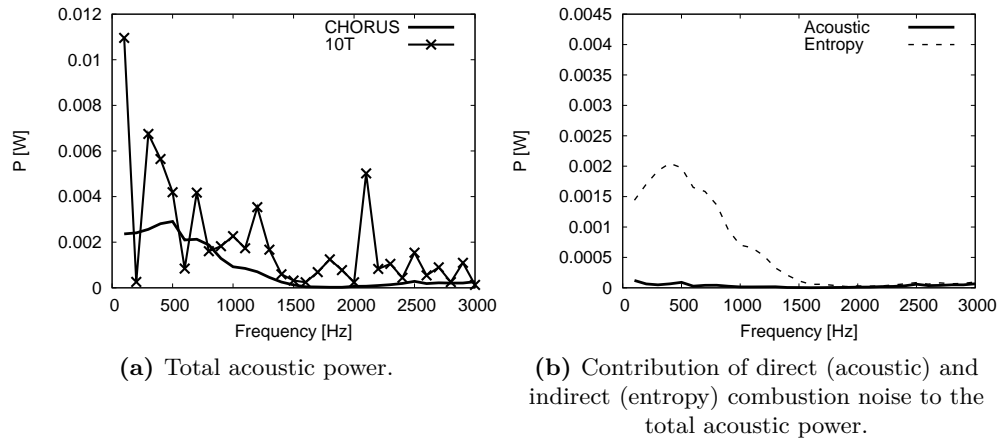 0.012
0.01
0.008
0.006
0.004
0.002
0
P [W]
CHORUS
10T
0 500 1000 1500 2000 2500 3000
Frequency [Hz]
(a) Total acoustic power.
0.0045
0.004
0.0035
0.003
0.0025
0.002
0.0015
0.001
0.0005
0
P [W]
Acoustic
Entropy
0 500 1000 1500 2000 2500 3000
Frequency [Hz]
(b) Contribution of direct (acoustic) and
indirect (entropy) combustion noise to the
total acoustic power.